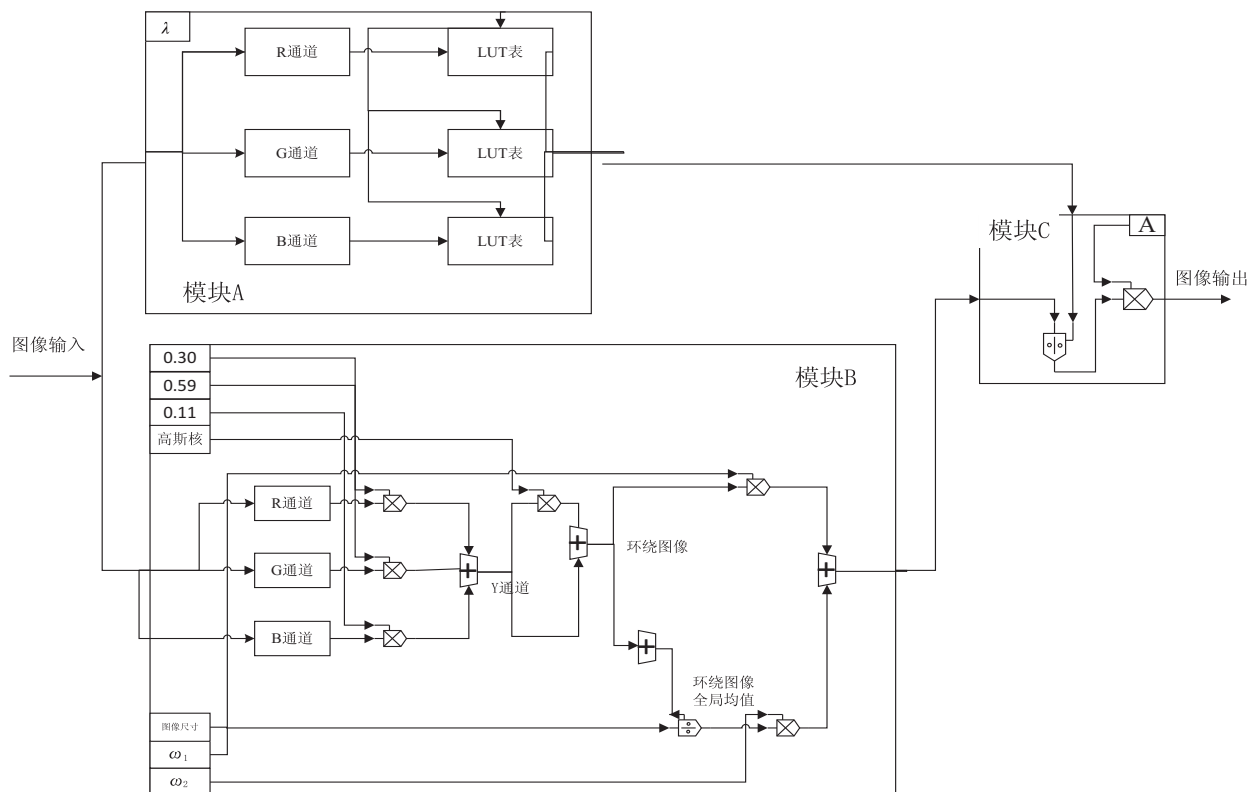 λ
R通道
LUT表
G通道
LUT表
B通道
LUT表
模块A
模块C
A
图像输出
图像输入
0.30
0.59
0.11
高斯核
模块B
R通道
G通道
B通道
Y通道
环绕图像
环绕图像
全局均值
图像尺寸
ω₁
ω₂